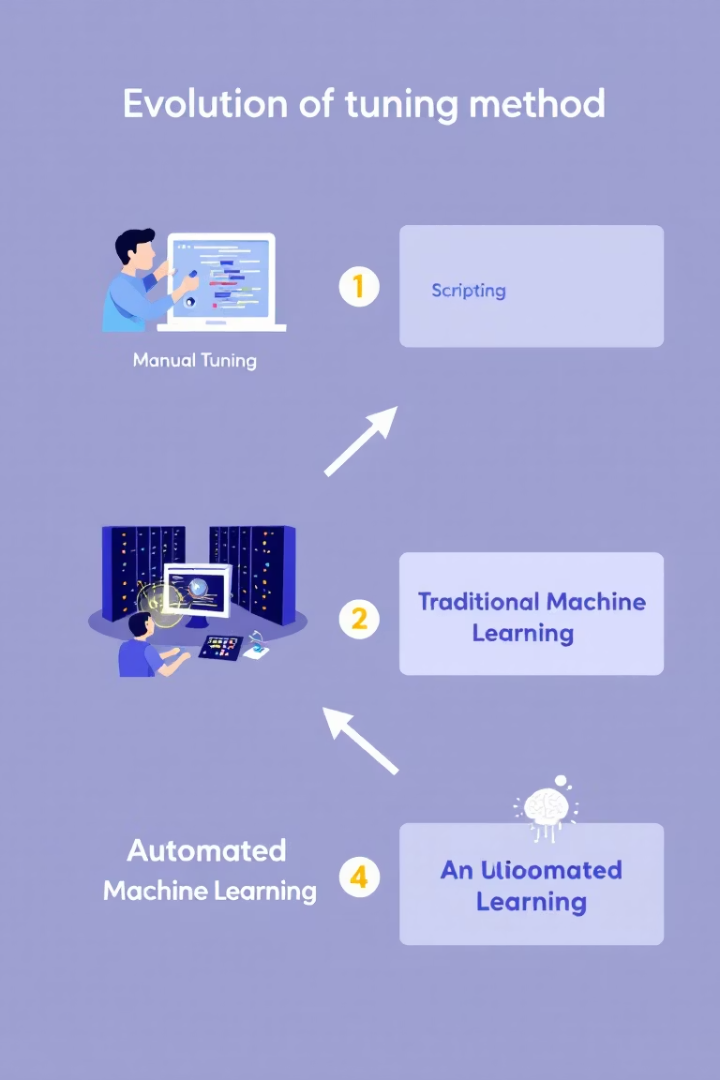 Evolution of tuning method
1
Scripting
Manual Tuning
2
Traditional Machine
Learning
Automated
Machine Learning
4
An Ulioomated
Learning